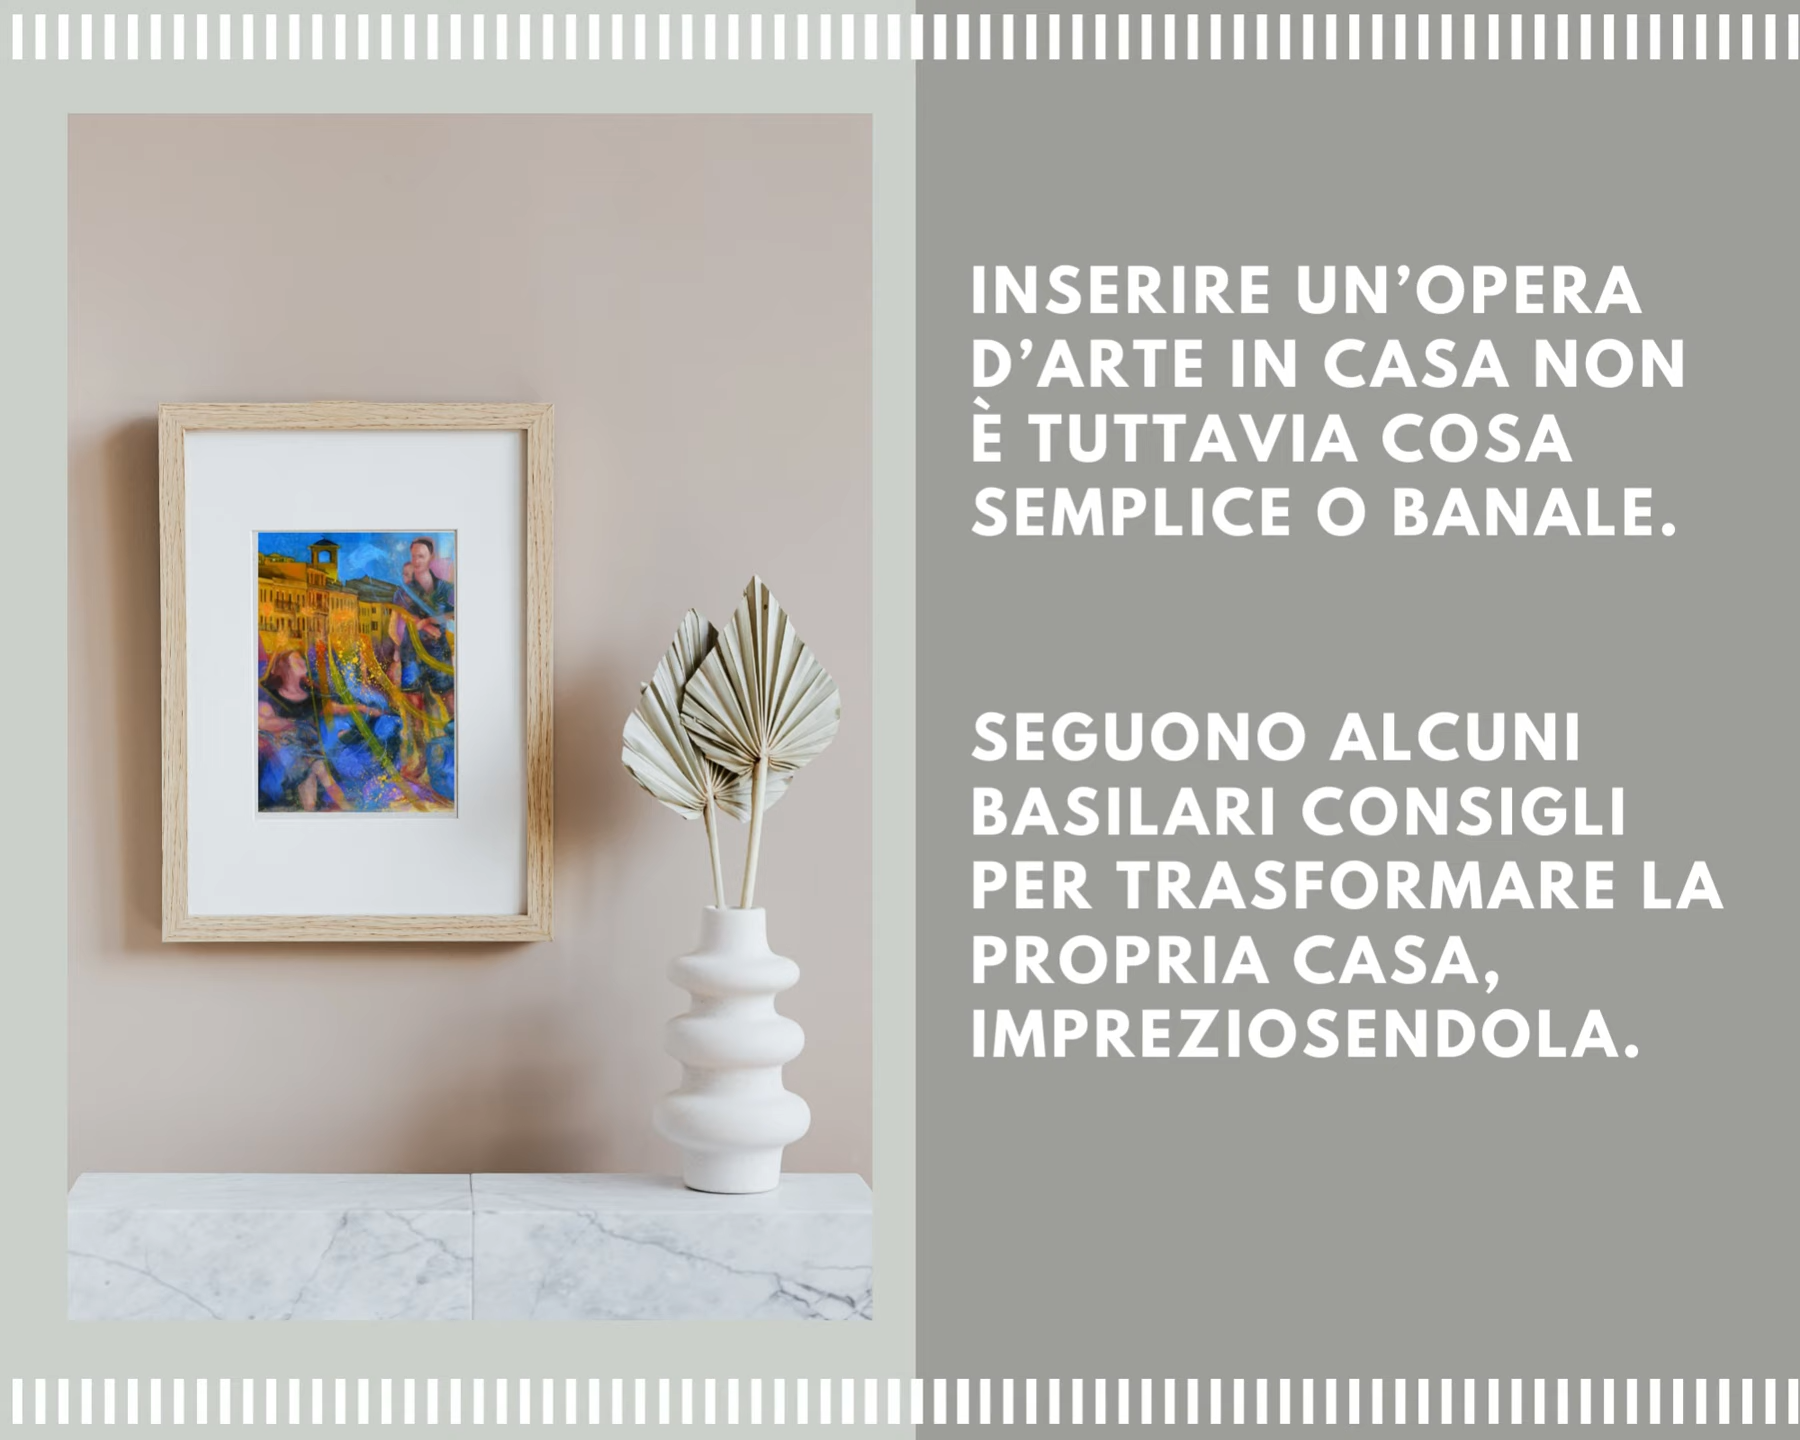 INSERIRE UN’OPERA
D’ARTE IN CASA NON
È TUTTAVIA COSA
SEMPLICE O BANALE.
SEGUONO ALCUNI
BASILARI CONSIGLI
PER TRASFORMARE LA
PROPRIA CASA,
IMPREZIOSENDOLA.